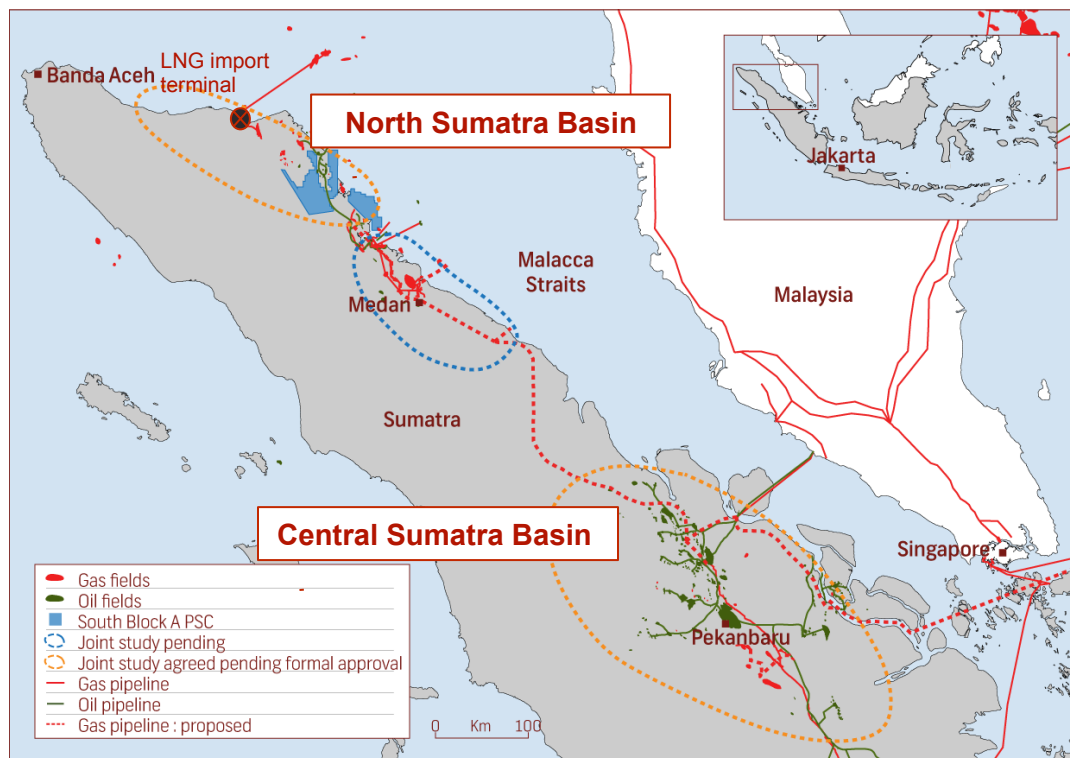 LNG import
terminal
Banda Aceh
North Sumatra Basin
Jakarta
Malacca
Straits
Medan
Malaysia
Sumatra
Central Sumatra Basin
Singapore
Pekanbaru
Gas fields
Oil fields
South Block A PSC
Joint study pending
Joint study agreed pending formal approval
Gas pipeline
Oil pipeline
Gas pipeline : proposed
0 Km 100